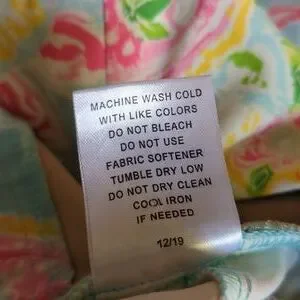 MACHINE WASH COLD
WITH LIKE COLORS
DO NOT BLEACH
DO NOT USE
FABRIC SOFTENER
TUMBLE DRY LOW
DO NOT DRY CLEAN
COOL IRON
IF NEEDED
12/19